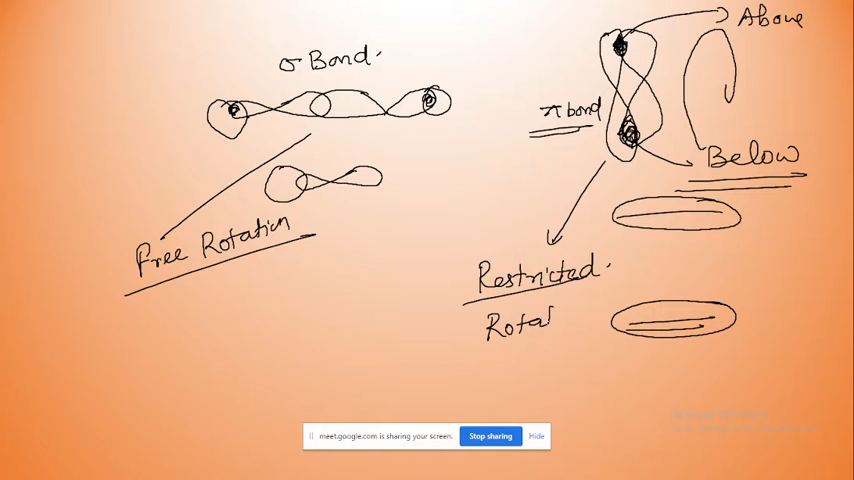 σ Bond.
Free Rotation
π bond
Above
Below
Restricted.
Rotat
meet.google.com is sharing your screen.
Stop sharing
Hide